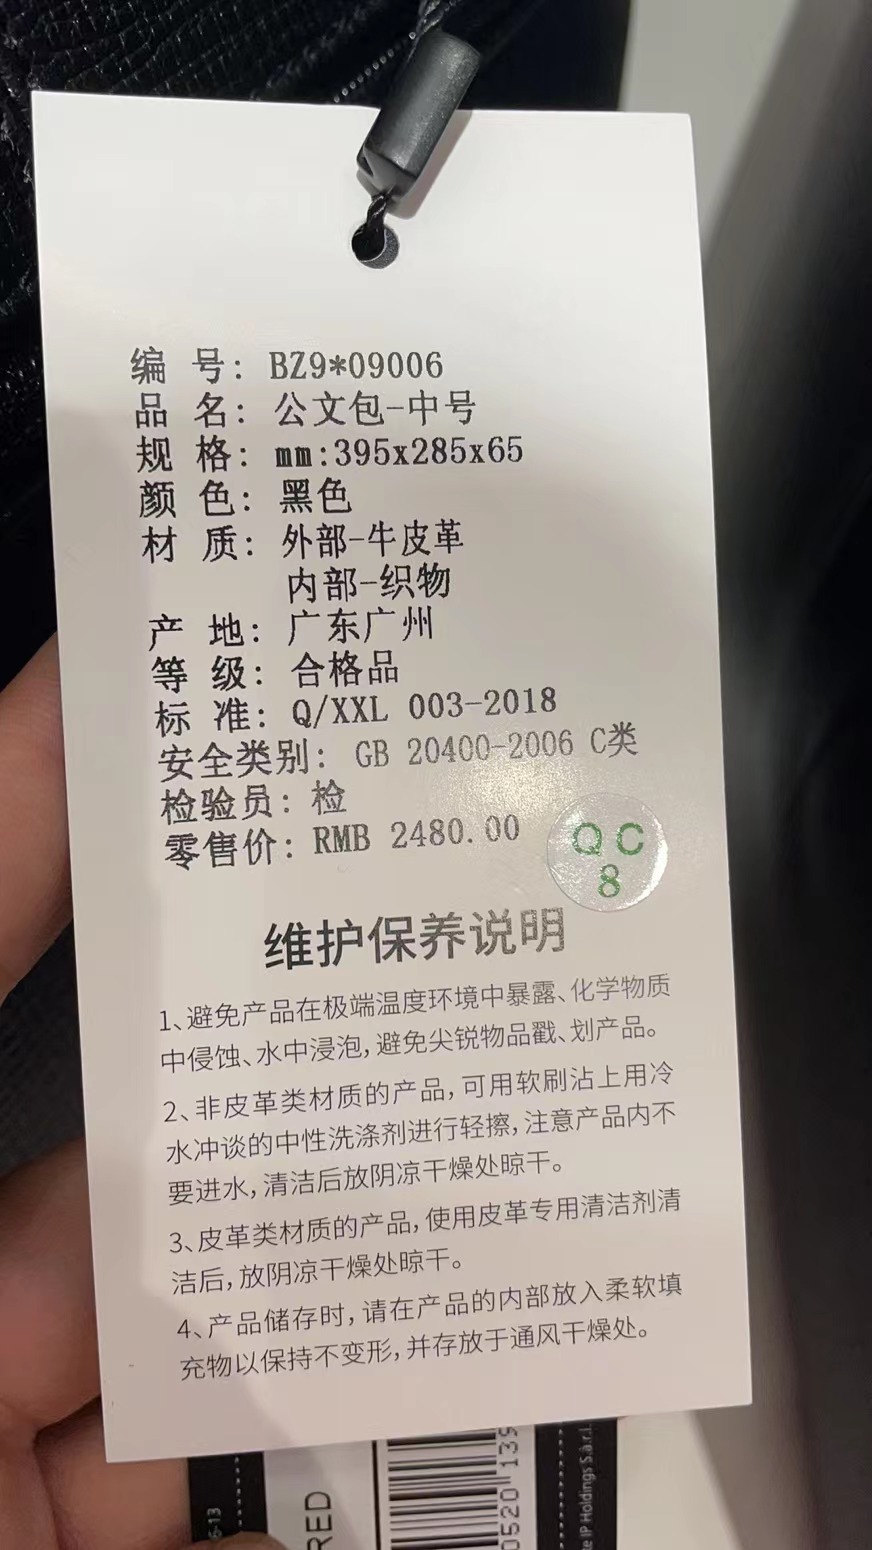 编 号: BZ9*09006
品 名: 公文包-中号
规 格: mm:395x285x65
颜 色: 黑色
材 质: 外部-牛皮革
内部-织物
产 地: 广东广州
等 级: 合格品
标 准: Q/XXL 003-2018
安全类别: GB 20400-2006 C类
检验员: 检
零售价: RMB 2480.00
QC
8
维护保养说明
1、避免产品在极端温度环境中暴露、化学物质
中侵蚀、水中浸泡,避免尖锐物品戳、划产品。
2、非皮革类材质的产品,可用软刷沾上用冷
水冲谈的中性洗涤剂进行轻擦,注意产品内不
要进水,清洁后放阴凉干燥处晾干。
3、皮革类材质的产品,使用皮革专用清洁剂清
洁后,放阴凉干燥处晾干。
4、产品储存时,请在产品的内部放入柔软填
充物以保持不变形,并存放于通风干燥处。
6-13
RED
0520 139
IP Holdings S.à.r.l.